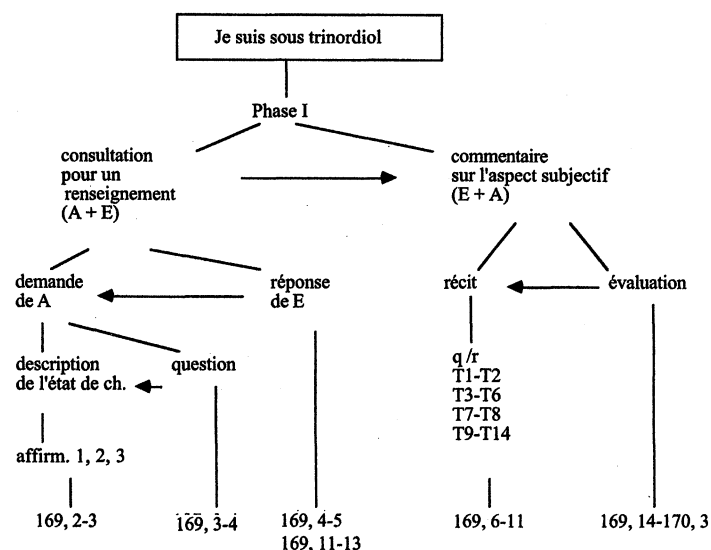 Je suis sous trinordiol
Phase I
consultation
pour un
renseignement
(A + E)
commentaire
sur l'aspect subjectif
(E + A)
demande
de A
réponse
de E
récit
évaluation
description
de l'état de ch.
question
q /r
T1-T2
T3-T6
T7-T8
T9-T14
affirm. 1, 2, 3
169, 2-3
169, 3-4
169, 4-5
169, 11-13
169, 6-11
169, 14-170, 3